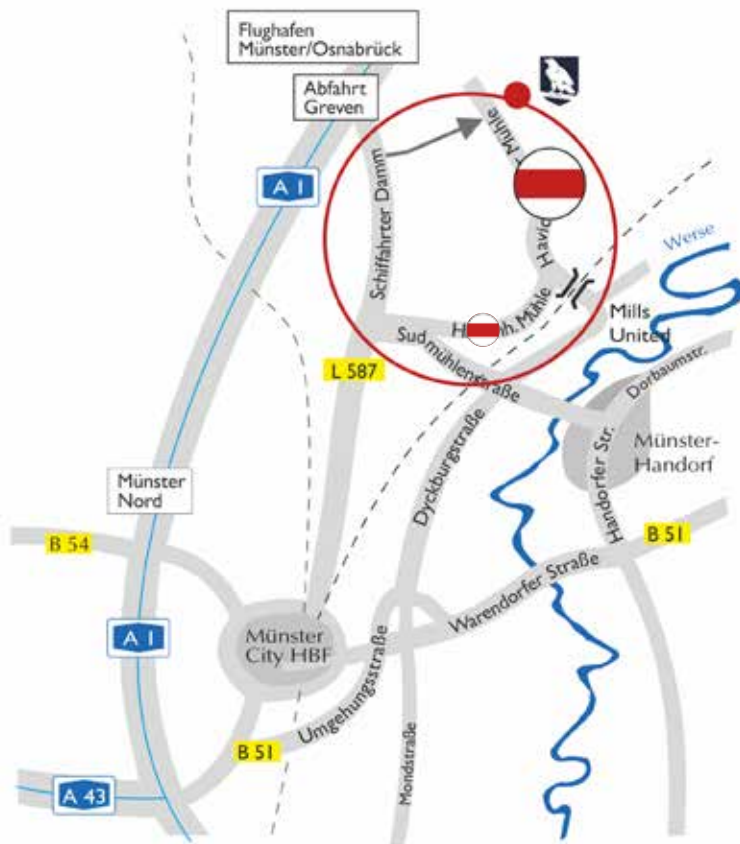 Flughafen
Münster/Osnabrück
Abfahrt
Greven
A 1
Schiffahrter Damm
Mühle
Werse
Mühle
Mills
United
Sudmühlenstraße
L 587
Dorbaumstr.
Münster-
Handorf
Handorfer Str.
Dyckburgstraße
Münster
Nord
B 54
B 51
Warendorfer Straße
A 1
Münster
City HBF
Umgehungsstraße
B 51
Mondstraße
A 43